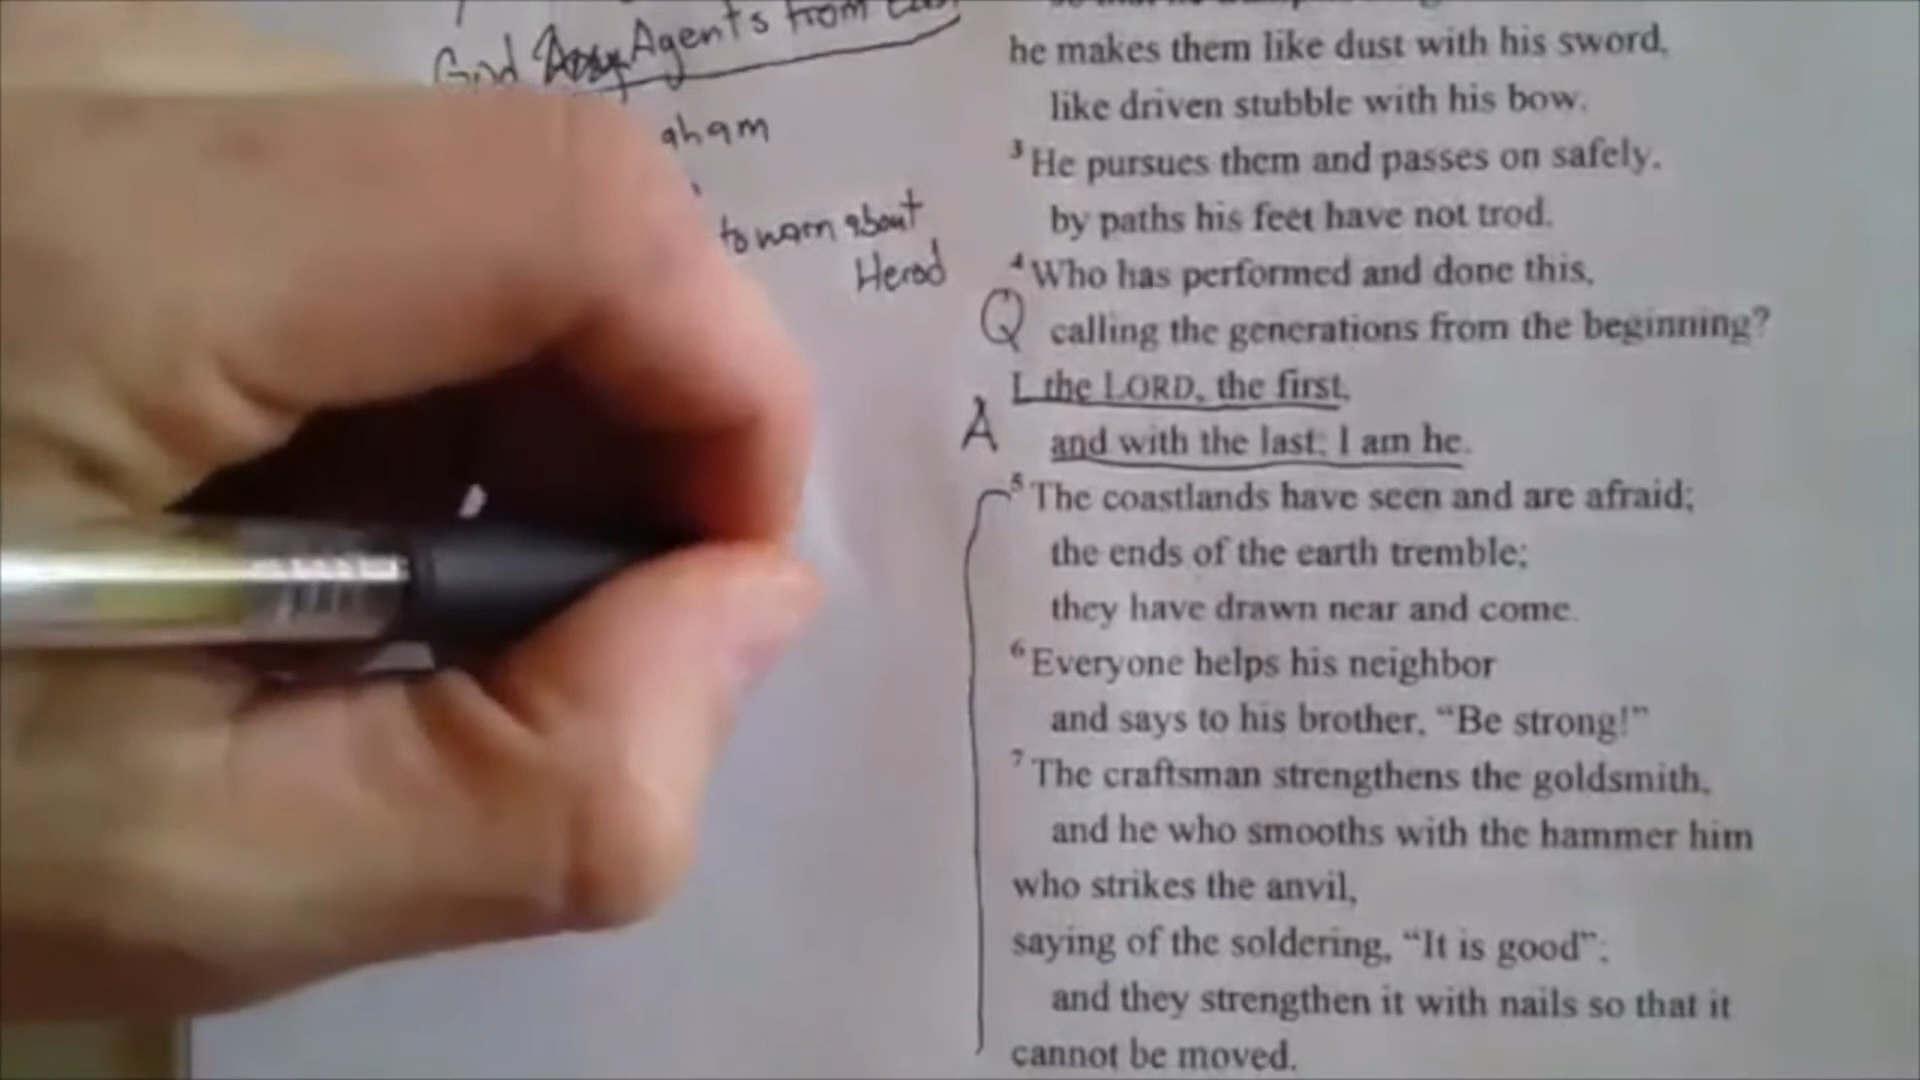 God Agents from
aham
to warn about
Herod
he makes them like dust with his sword,
like driven stubble with his bow.
3 He pursues them and passes on safely,
by paths his feet have not trod.
4 Who has performed and done this,
Q calling the generations from the beginning?
I, the LORD, the first,
A and with the last; I am he.
5 The coastlands have seen and are afraid;
the ends of the earth tremble;
they have drawn near and come.
6 Everyone helps his neighbor
and says to his brother, “Be strong!”
7 The craftsman strengthens the goldsmith,
and he who smooths with the hammer him
who strikes the anvil,
saying of the soldering, “It is good”;
and they strengthen it with nails so that it
cannot be moved.